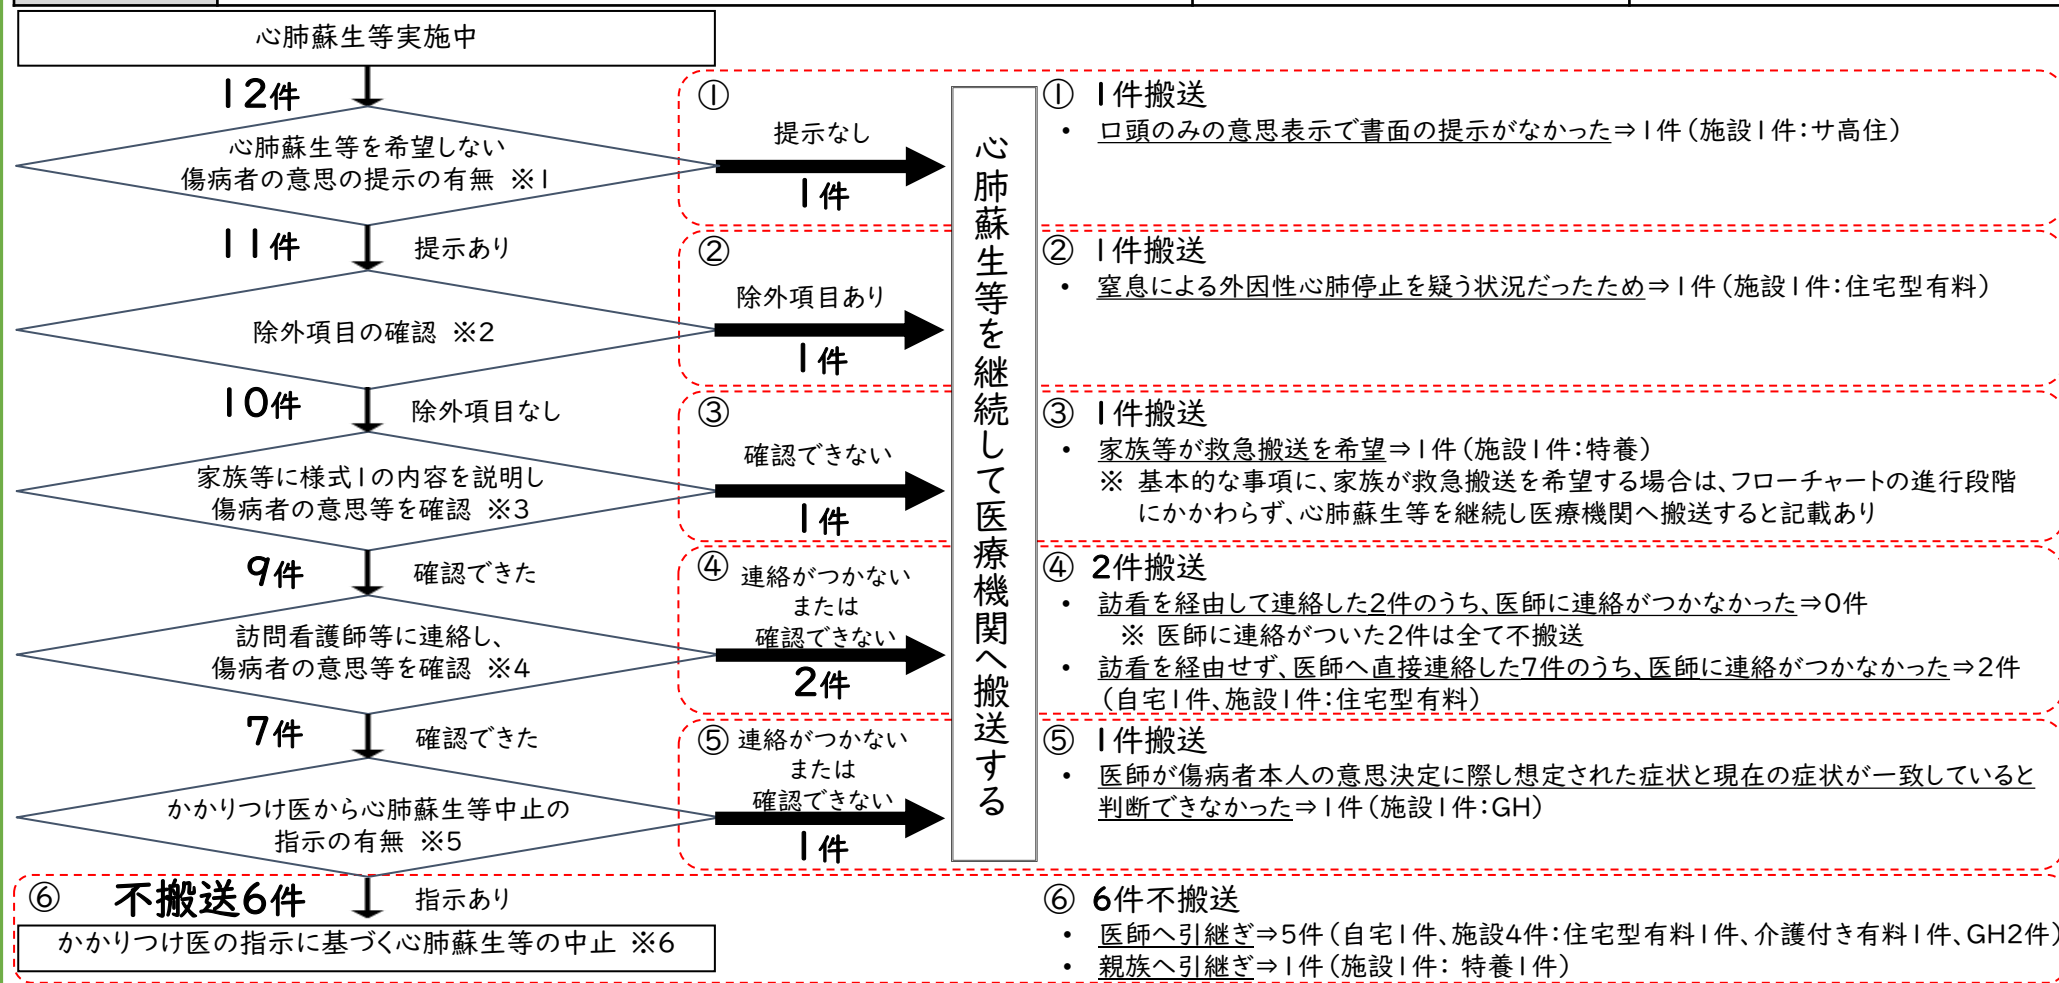 心肺蘇生等実施中
12件
心肺蘇生等を希望しない
傷病者の意思の提示の有無 ※1
①
提示なし
1件
11件
提示あり
除外項目の確認 ※2
②
除外項目あり
1件
10件
除外項目なし
家族等に様式1の内容を説明し
傷病者の意思等を確認 ※3
③
確認できない
1件
9件
確認できた
訪問看護師等に連絡し、
傷病者の意思等を確認 ※4
④
連絡がつかない
または
確認できない
2件
7件
確認できた
かかりつけ医から心肺蘇生等中止の
指示の有無 ※5
⑤
連絡がつかない
または
確認できない
1件
心肺蘇生等を継続して医療機関へ搬送する
⑥ 不搬送6件
指示あり
かかりつけ医の指示に基づく心肺蘇生等の中止 ※6
① 1件搬送
• 口頭のみの意思表示で書面の提示がなかった⇒1件(施設1件:サ高住)
② 1件搬送
• 窒息による外因性心肺停止を疑う状況だったため⇒1件(施設1件:住宅型有料)
③ 1件搬送
• 家族等が救急搬送を希望⇒1件(施設1件:特養)
※ 基本的な事項に、家族が救急搬送を希望する場合は、フローチャートの進行段階
にかかわらず、心肺蘇生等を継続し医療機関へ搬送すると記載あり
④ 2件搬送
• 訪看を経由して連絡した2件のうち、医師に連絡がつかなかった⇒0件
※ 医師に連絡がついた2件は全て不搬送
• 訪看を経由せず、医師へ直接連絡した7件のうち、医師に連絡がつかなかった⇒2件
(自宅1件、施設1件:住宅型有料)
⑤ 1件搬送
• 医師が傷病者本人の意思決定に際し想定された症状と現在の症状が一致していると
判断できなかった⇒1件(施設1件:GH)
⑥ 6件不搬送
• 医師へ引継ぎ⇒5件(自宅1件、施設4件:住宅型有料1件、介護付き有料1件、GH2件)
• 親族へ引継ぎ⇒1件(施設1件: 特養1件)